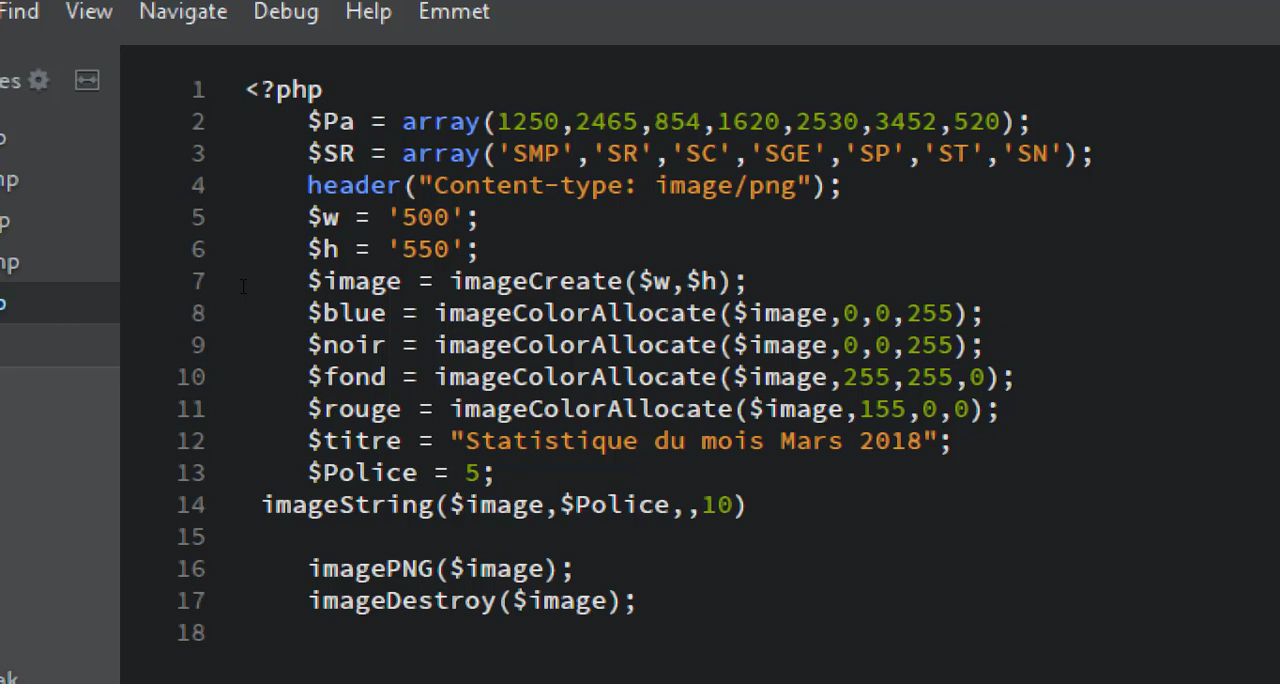 Find View Navigate Debug Help Emmet
es
p
mp
p
mp
p
1 <?php
2 $Pa = array(1250,2465,854,1620,2530,3452,520);
3 $SR = array('SMP','SR','SC','SGE','SP','ST','SN');
4 header("Content-type: image/png");
5 $w = '500';
6 $h = '550';
7 $image = imageCreate($w,$h);
8 $blue = imageColorAllocate($image,0,0,255);
9 $noir = imageColorAllocate($image,0,0,255);
10 $fond = imageColorAllocate($image,255,255,0);
11 $rouge = imageColorAllocate($image,155,0,0);
12 $titre = "Statistique du mois Mars 2018";
13 $Police = 5;
14 imageString($image,$Police,,10)
15
16 imagePNG($image);
17 imageDestroy($image);
18
ak